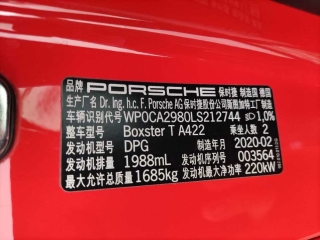 品牌 PORSCHE 保时捷 制造国 德国
生产厂名 Dr. Ing. h.c. F. Porsche AG 保时捷股份公司斯图加特工厂制造
车辆识别代号 WP0CA2980LS212744 1,0%
整车型号 Boxster T A422 乘坐人数 2
发动机型号 DPG 制造年月 2020-02
发动机排量 1988mL 发动机序列号 003564
最大允许总质量 1685kg 发动机最大净功率 220kW